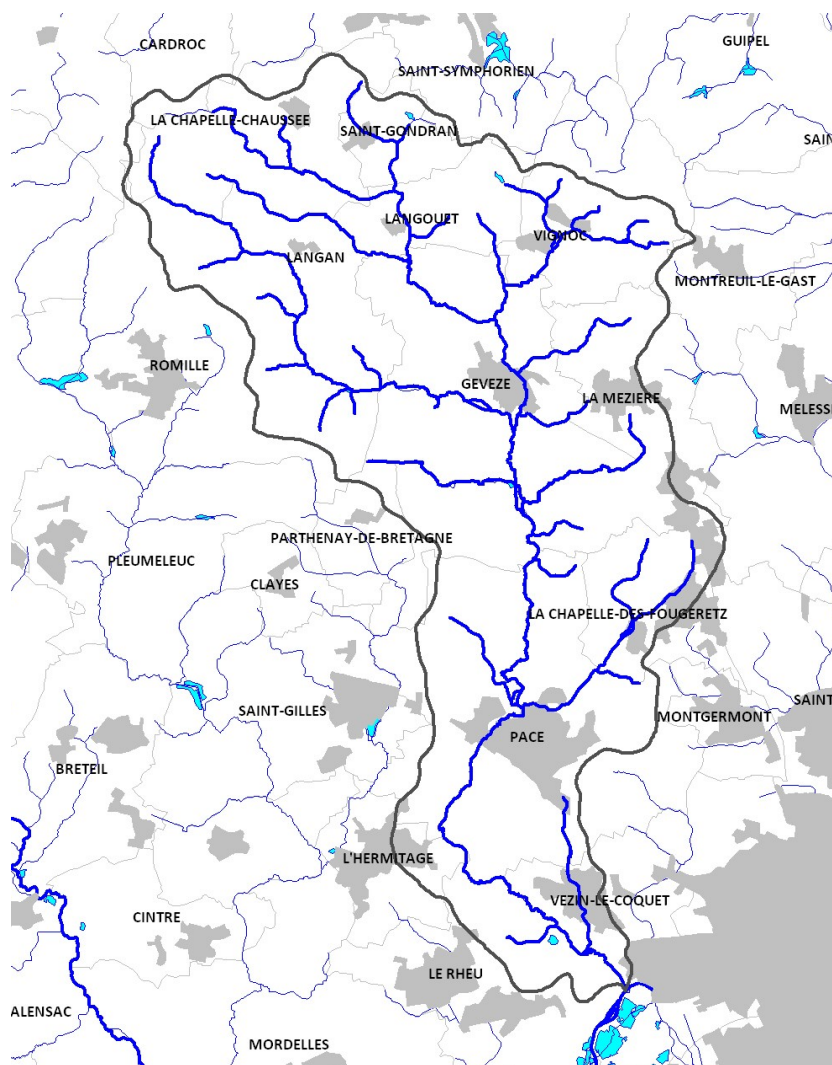 CARDROC
GUIPEL
SAINT-SYMPHORIEN
LA CHAPELLE-CHAUSSEE
SAINT-GONDRAN
SAIN
LANGOUET
VIGNOC
LANGAN
MONTREUIL-LE-GAST
ROMILLE
GEVEZE
LA MEZIERE
MELESSE
PARTHENAY-DE-BRETAGNE
PLEUMELEUC
CLAYES
LA CHAPELLE-DES-FOUGERETZ
SAINT-GILLES
SAINT
MONTGERMONT
PACE
BRETEIL
L'HERMITAGE
VEZIN-LE-COQUET
CINTRE
LE RHEU
ALENSAC
MORDELLES